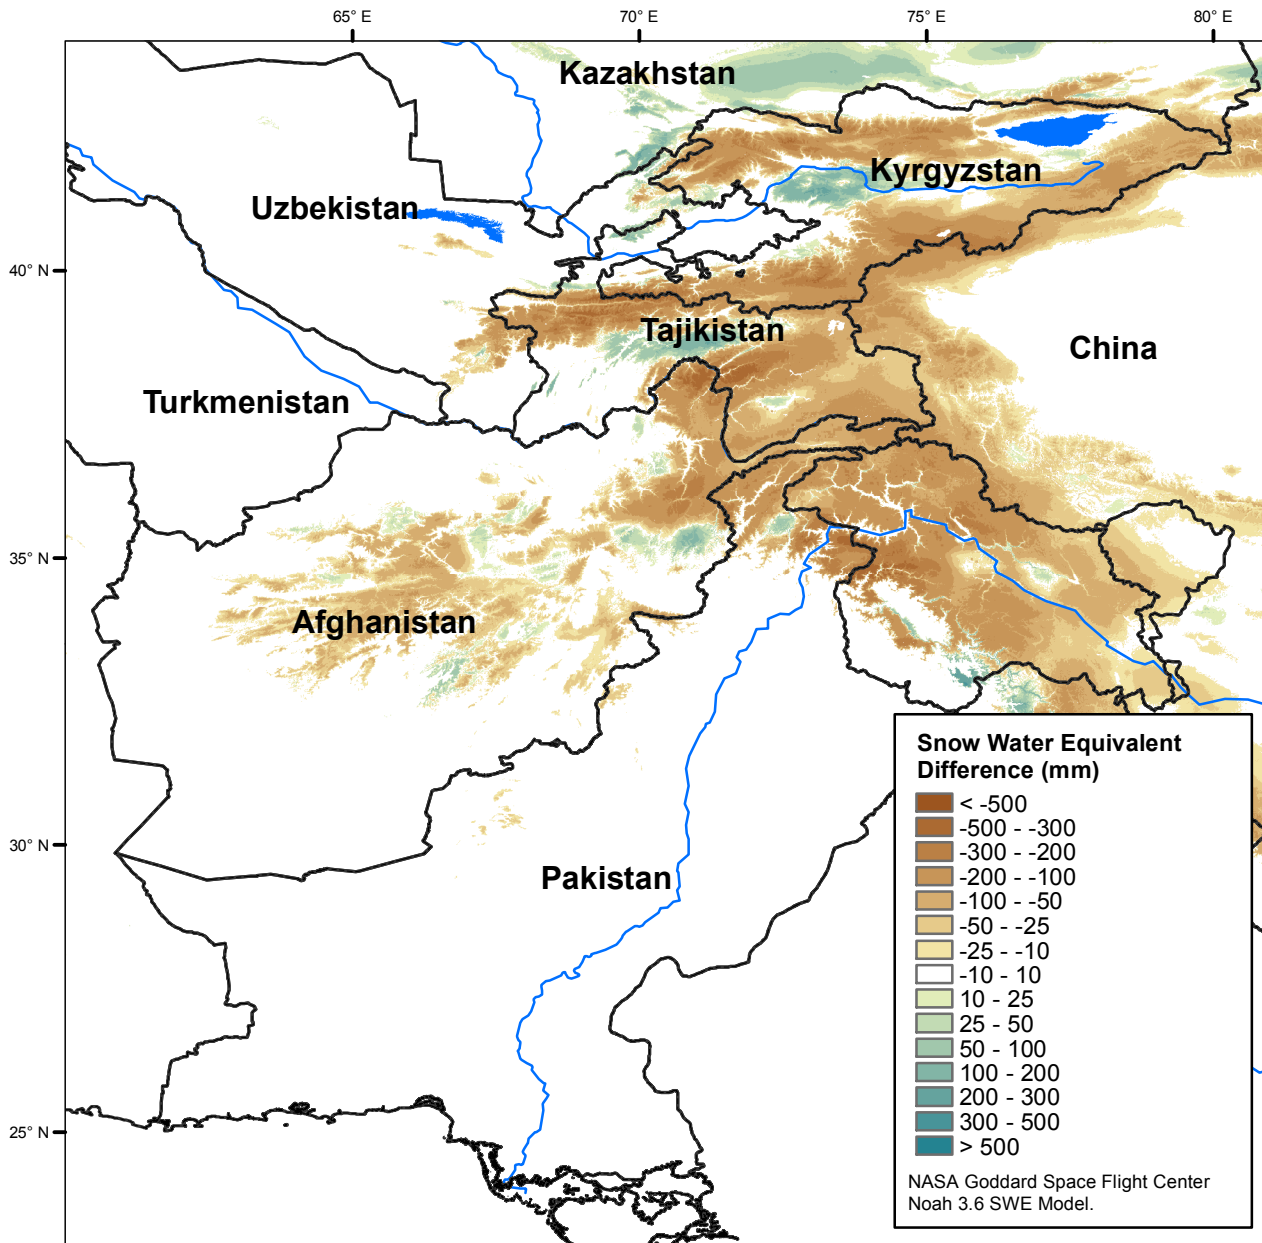 65° E
70° E
75° E
80° E
Kazakhstan
Kyrgyzstan
Uzbekistan
40° N
Tajikistan
China
Turkmenistan
35° N
Afghanistan
30° N
Pakistan
25° N
Snow Water Equivalent
Difference (mm)
< -500
-500 - -300
-300 - -200
-200 - -100
-100 - -50
-50 - -25
-25 - -10
-10 - 10
10 - 25
25 - 50
50 - 100
100 - 200
200 - 300
300 - 500
> 500
NASA Goddard Space Flight Center
Noah 3.6 SWE Model.